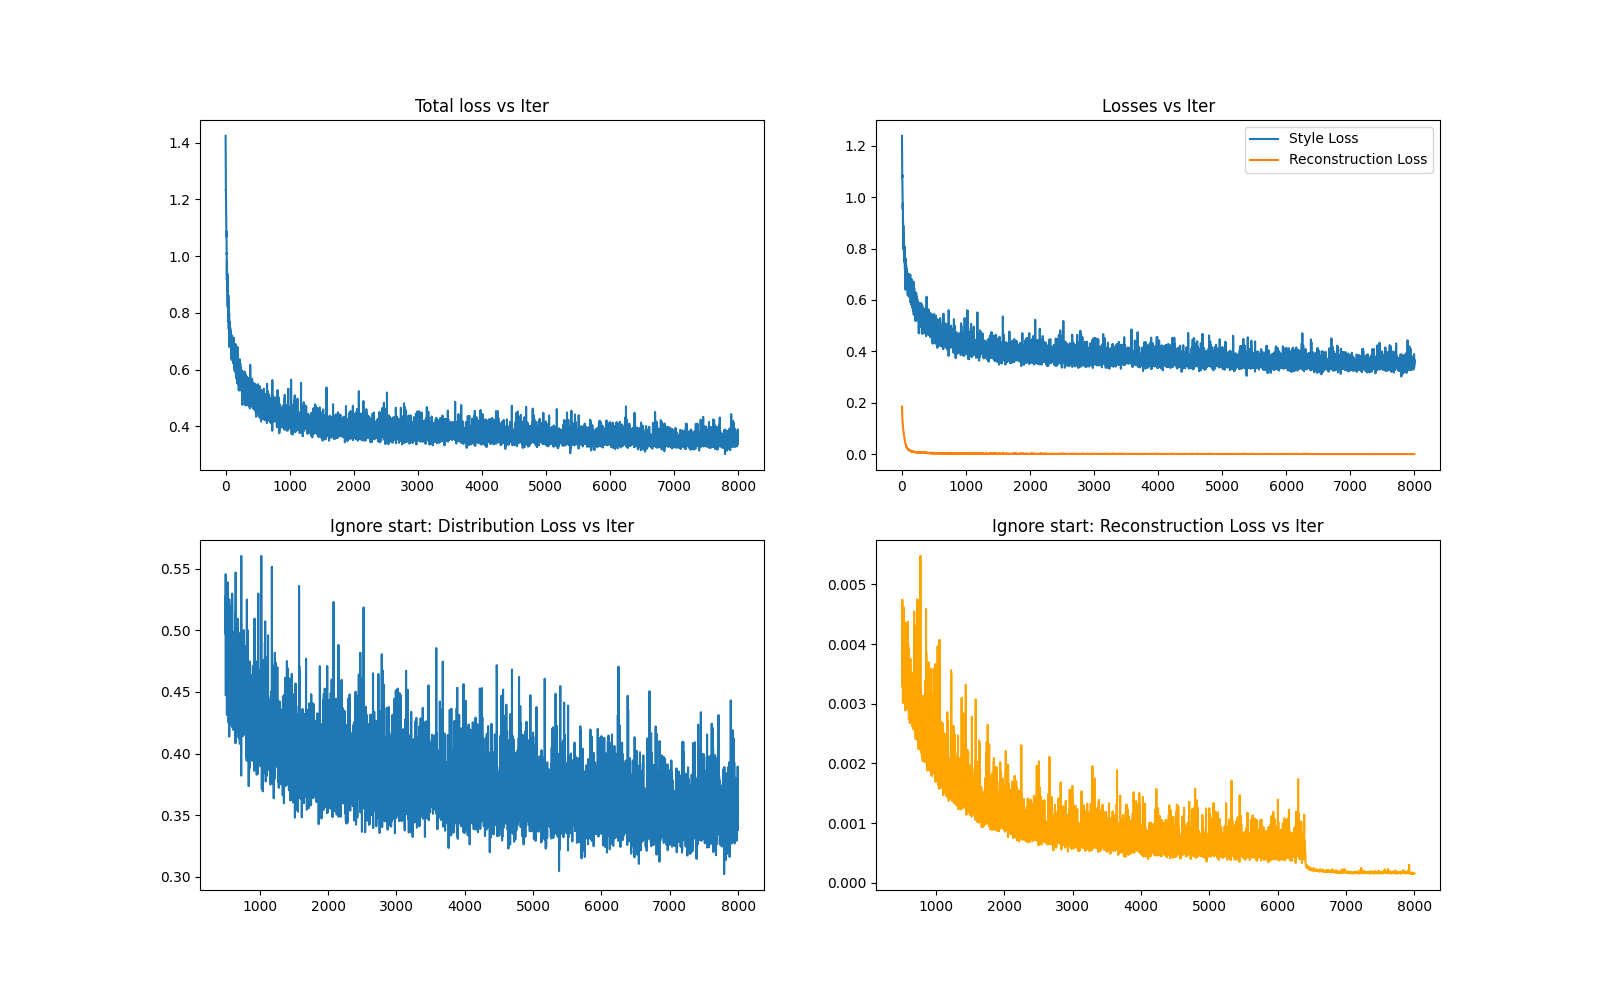 Total loss vs Iter
1.4
1.2
1.0
0.8
0.6
0.4
0 1000 2000 3000 4000 5000 6000 7000 8000
Losses vs Iter
Style Loss
Reconstruction Loss
1.2
1.0
0.8
0.6
0.4
0.2
0.0
0 1000 2000 3000 4000 5000 6000 7000 8000
Ignore start: Distribution Loss vs Iter
0.55
0.50
0.45
0.40
0.35
0.30
1000 2000 3000 4000 5000 6000 7000 8000
Ignore start: Reconstruction Loss vs Iter
0.005
0.004
0.003
0.002
0.001
0.000
1000 2000 3000 4000 5000 6000 7000 8000